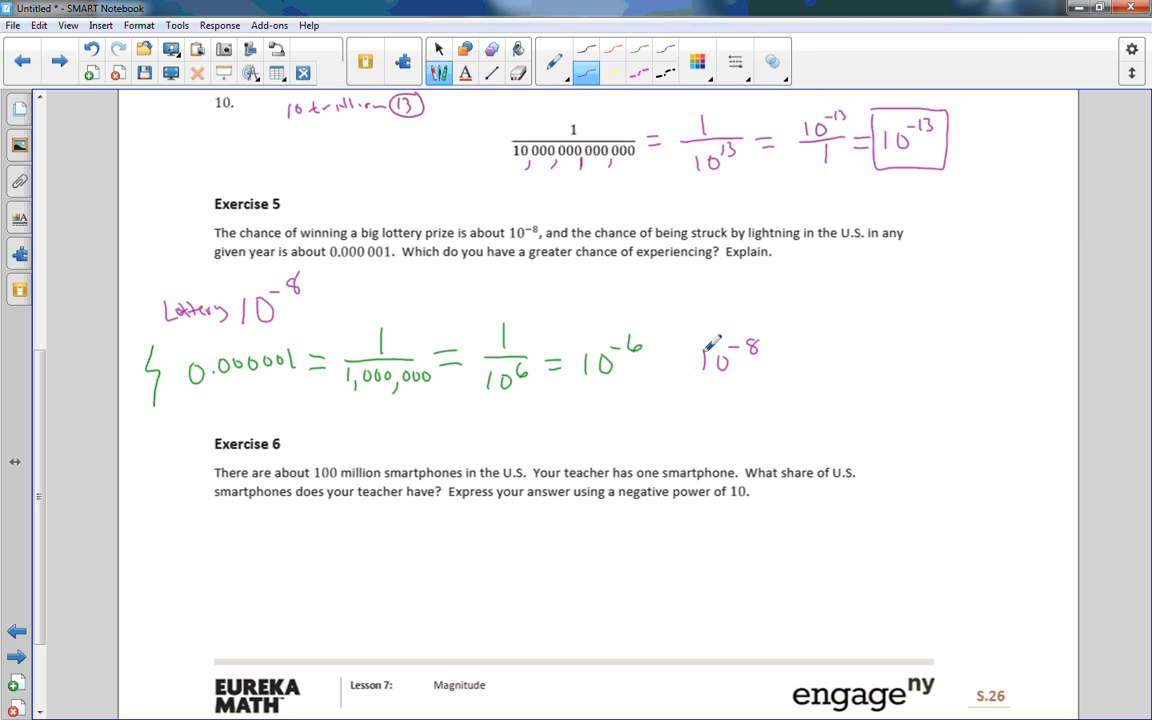 Untitled * - SMART Notebook
File Edit View Insert Format Tools Response Add-ons Help
10. 10 trillion 13
1/10 000 000 000 000 = 1/10^13 = 10^-13/1 = 10^-13
Exercise 5
The chance of winning a big lottery prize is about 10⁻⁸, and the chance of being struck by lightning in the U.S. in any
given year is about 0.000 001. Which do you have a greater chance of experiencing? Explain.
Lottery 10^-8
0.000001 = 1/1,000,000 = 1/10^6 = 10^-6 10^-8
Exercise 6
There are about 100 million smartphones in the U.S. Your teacher has one smartphone. What share of U.S.
smartphones does your teacher have? Express your answer using a negative power of 10.
EUREKA
MATH™
Lesson 7: Magnitude
engage ny
S.26